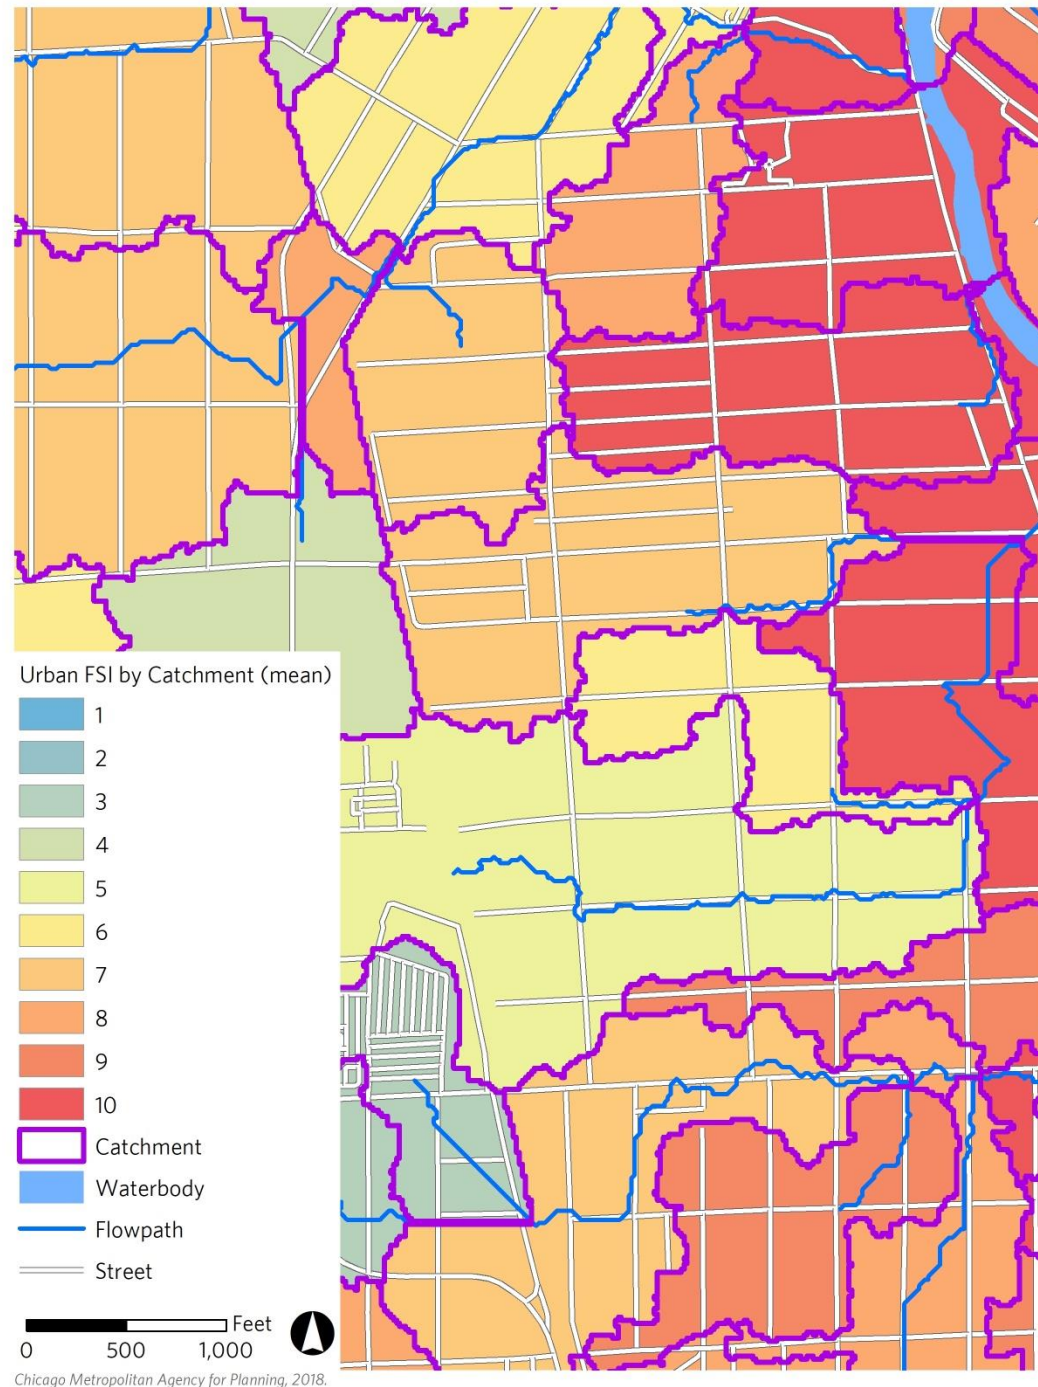 Urban FSI by Catchment (mean)
1
2
3
4
5
6
7
8
9
10
Catchment
Waterbody
Flowpath
Street
Feet
0 500 1,000
Chicago Metropolitan Agency for Planning, 2018.